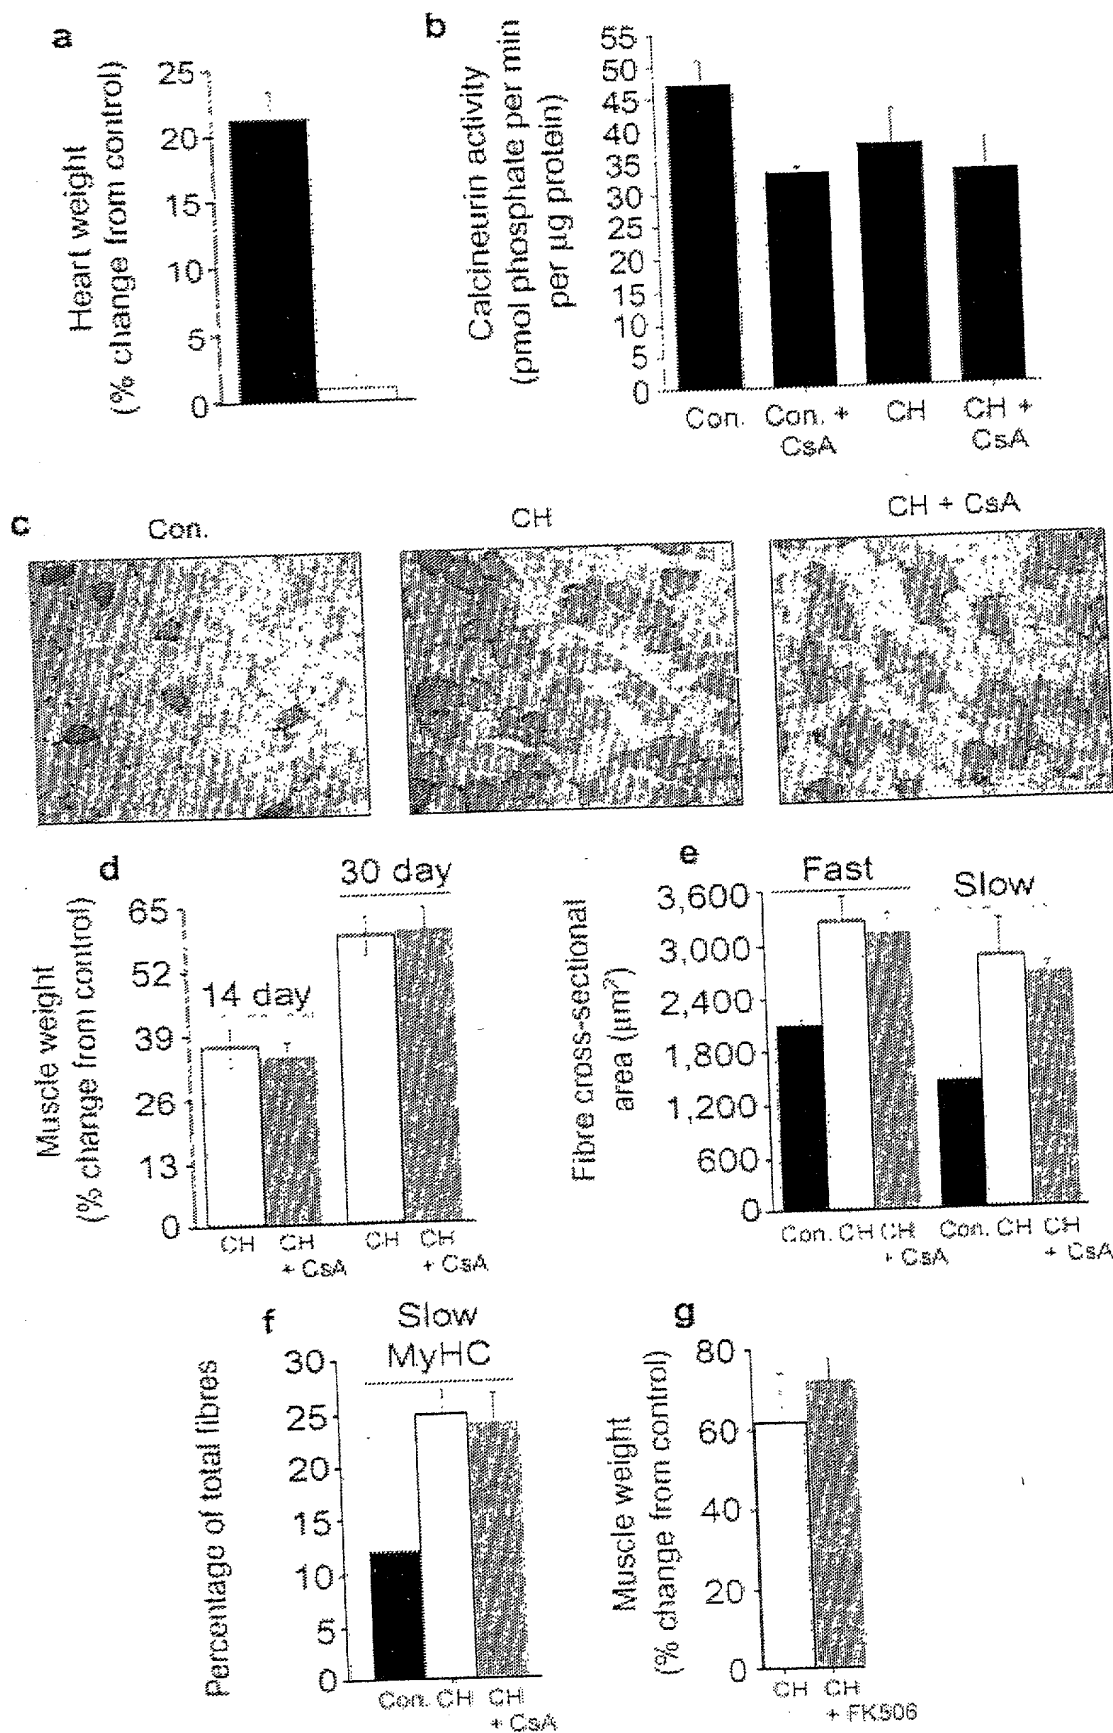 a
Heart weight
(% change from control)
25
20
15
10
5
0
b
Calcineurin activity
(pmol phosphate per min
per µg protein)
55
50
45
40
35
30
25
20
15
10
5
0
Con.
Con. +
CsA
CH
CH +
CsA
c
Con.
CH
CH + CsA
d
Muscle weight
(% change from control)
65
52
39
26
13
0
14 day
30 day
CH
CH
+ CsA
CH
CH
+ CsA
e
Fibre cross-sectional
area (µm²)
3,600
3,000
2,400
1,800
1,200
600
0
Fast
Slow
Con. CH CH
+ CsA
Con. CH CH
+ CsA
f
Slow
MyHC
Percentage of total fibres
30
25
20
15
10
5
0
Con. CH CH
+ CsA
g
Muscle weight
(% change from control)
80
60
40
20
0
CH
CH
+ FK506